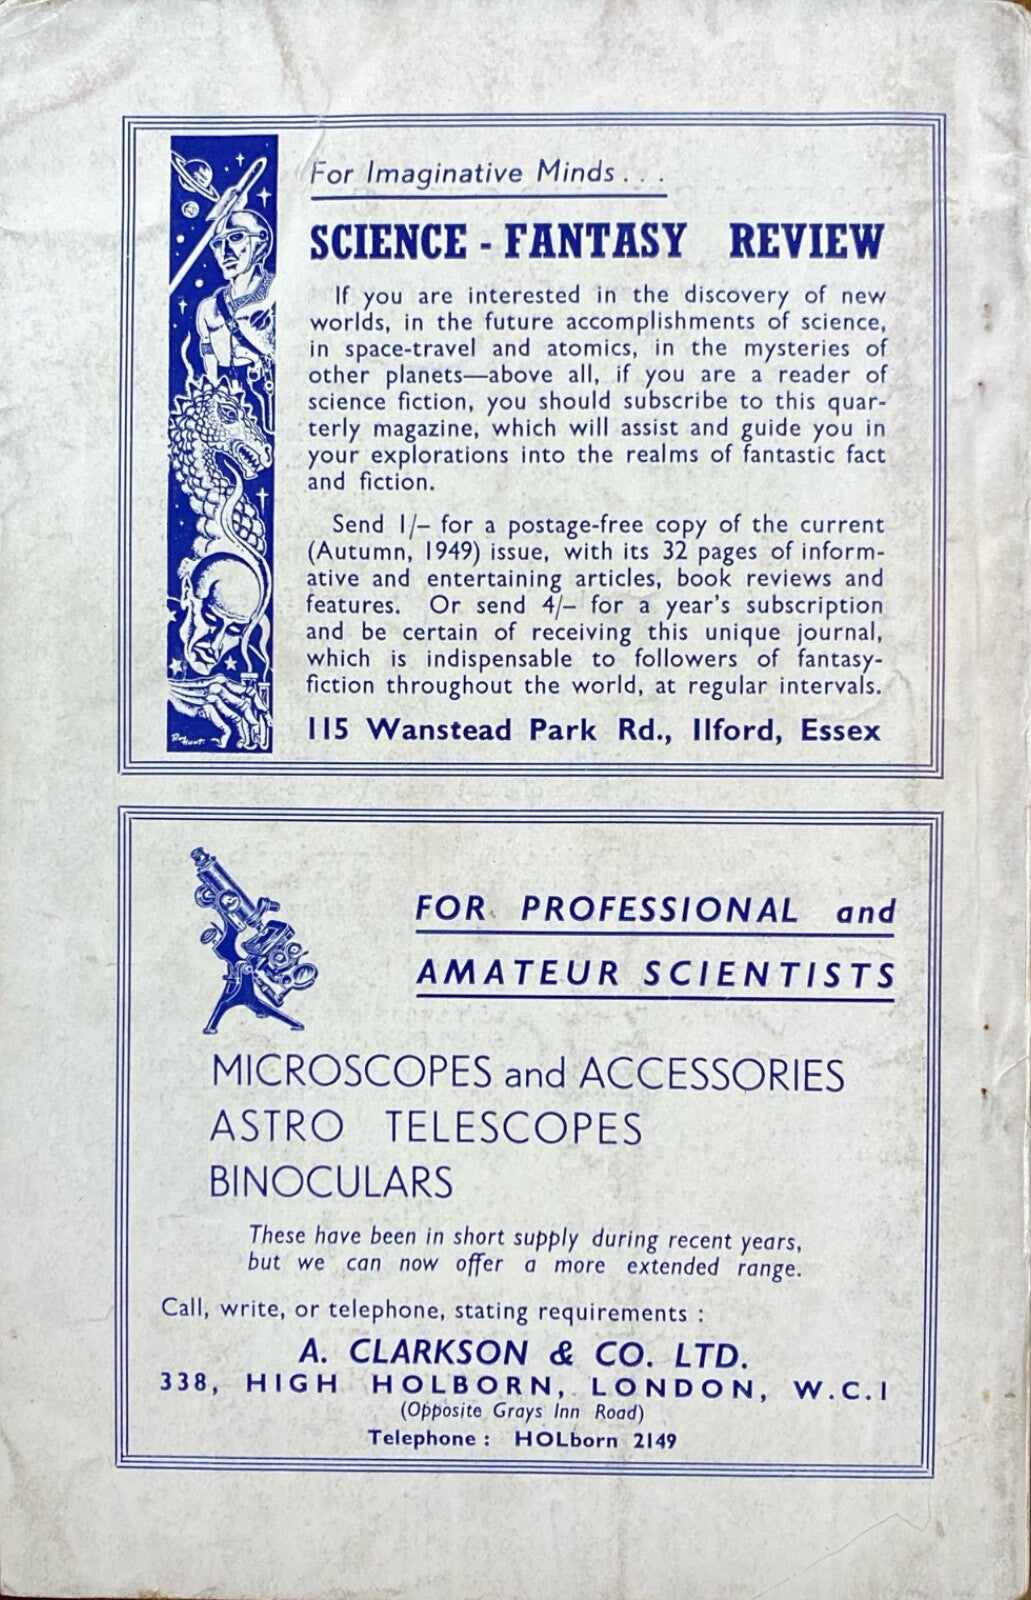 For Imaginative Minds . . .
SCIENCE - FANTASY REVIEW
If you are interested in the discovery of new
worlds, in the future accomplishments of science,
in space-travel and atomics, in the mysteries of
other planets—above all, if you are a reader of
science fiction, you should subscribe to this quar-
terly magazine, which will assist and guide you in
your explorations into the realms of fantastic fact
and fiction.
Send 1/– for a postage-free copy of the current
(Autumn, 1949) issue, with its 32 pages of inform-
ative and entertaining articles, book reviews and
features. Or send 4/– for a year's subscription
and be certain of receiving this unique journal,
which is indispensable to followers of fantasy-
fiction throughout the world, at regular intervals.
115 Wanstead Park Rd., Ilford, Essex
Roy Hunt
FOR PROFESSIONAL and
AMATEUR SCIENTISTS
MICROSCOPES and ACCESSORIES
ASTRO TELESCOPES
BINOCULARS
These have been in short supply during recent years,
but we can now offer a more extended range.
Call, write, or telephone, stating requirements :
A. CLARKSON & CO. LTD.
338, HIGH HOLBORN, LONDON, W.C.1
(Opposite Grays Inn Road)
Telephone : HOLborn 2149